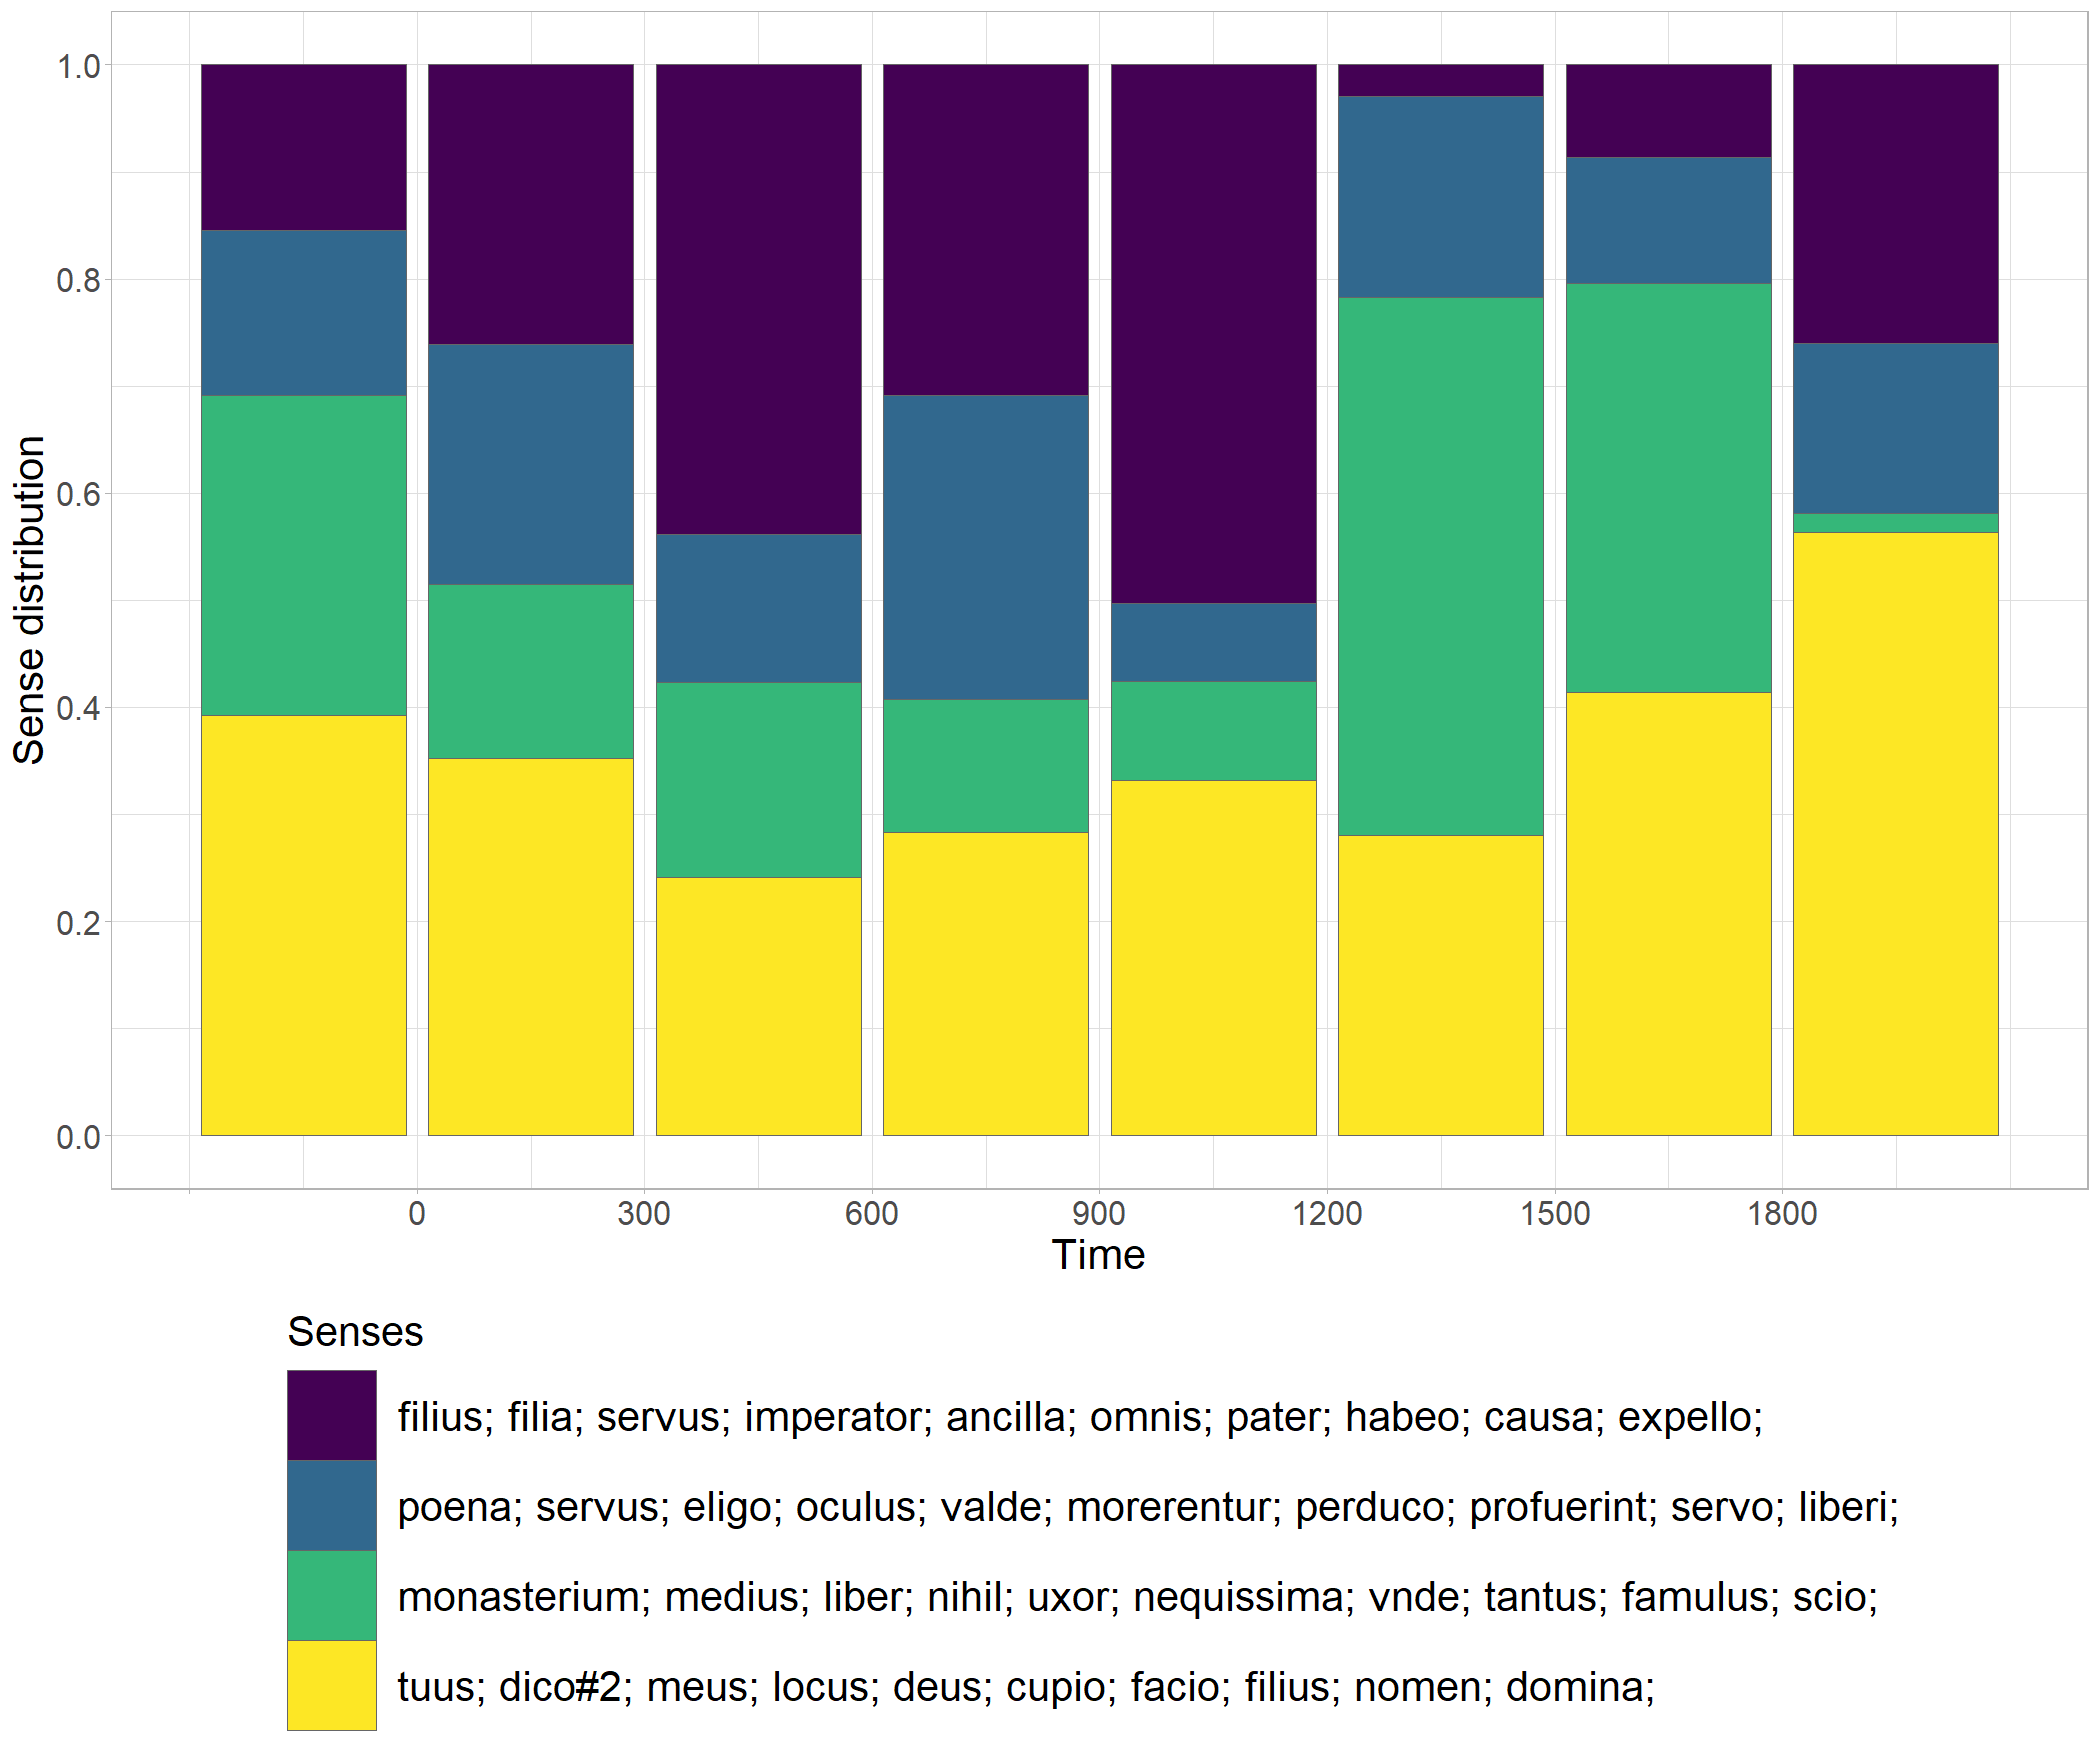 1.0
0.8
0.6
0.4
0.2
0.0
Sense distribution
0 300 600 900 1200 1500 1800
Time
Senses
filius; filia; servus; imperator; ancilla; omnis; pater; habeo; causa; expello;
poena; servus; eligo; oculus; valde; morerentur; perduco; profuerint; servo; liberi;
monasterium; medius; liber; nihil; uxor; nequissima; vnde; tantus; famulus; scio;
tuus; dico#2; meus; locus; deus; cupio; facio; filius; nomen; domina;